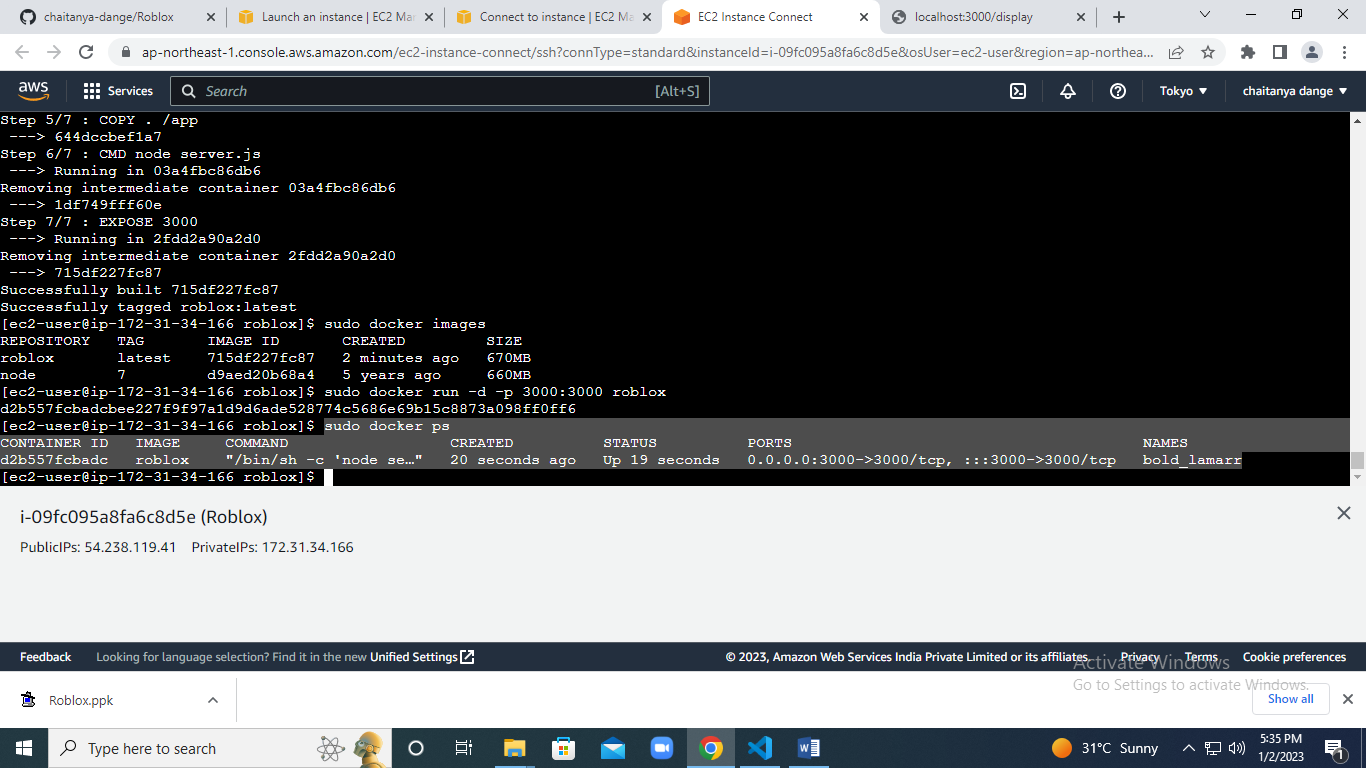 chaitanya-dange/Roblox
Launch an instance | EC2 Mar
Connect to instance | EC2 Ma
EC2 Instance Connect
localhost:3000/display
ap-northeast-1.console.aws.amazon.com/ec2-instance-connect/ssh?connType=standard&instanceId=i-09fc095a8fa6c8d5e&osUser=ec2-user&region=ap-northea...
aws
Services
Search
[Alt+S]
Tokyo
chaitanya dange
Step 5/7 : COPY . /app
---> 644dccbef1a7
Step 6/7 : CMD node server.js
---> Running in 03a4fbc86db6
Removing intermediate container 03a4fbc86db6
---> 1df749fff60e
Step 7/7 : EXPOSE 3000
---> Running in 2fdd2a90a2d0
Removing intermediate container 2fdd2a90a2d0
---> 715df227fc87
Successfully built 715df227fc87
Successfully tagged roblox:latest
[ec2-user@ip-172-31-34-166 roblox]$ sudo docker images
REPOSITORY TAG IMAGE ID CREATED SIZE
roblox latest 715df227fc87 2 minutes ago 670MB
node 7 d9aed20b68a4 5 years ago 660MB
[ec2-user@ip-172-31-34-166 roblox]$ sudo docker run -d -p 3000:3000 roblox
d2b557fcbadcbee227f9f97a1d9d6ade528774c5686e69b15c8873a098ff0ff6
[ec2-user@ip-172-31-34-166 roblox]$ sudo docker ps
CONTAINER ID IMAGE COMMAND CREATED STATUS PORTS NAMES
d2b557fcbadc roblox "/bin/sh -c 'node se…" 20 seconds ago Up 19 seconds 0.0.0.0:3000->3000/tcp, :::3000->3000/tcp bold_lamarr
[ec2-user@ip-172-31-34-166 roblox]$
i-09fc095a8fa6c8d5e (Roblox)
PublicIPs: 54.238.119.41 PrivateIPs: 172.31.34.166
Feedback
Looking for language selection? Find it in the new Unified Settings
© 2023, Amazon Web Services India Private Limited or its affiliates.
Privacy
Terms
Cookie preferences
Activate Windows
Go to Settings to activate Windows.
Roblox.ppk
Show all
Type here to search
31°C Sunny
5:35 PM
1/2/2023
1